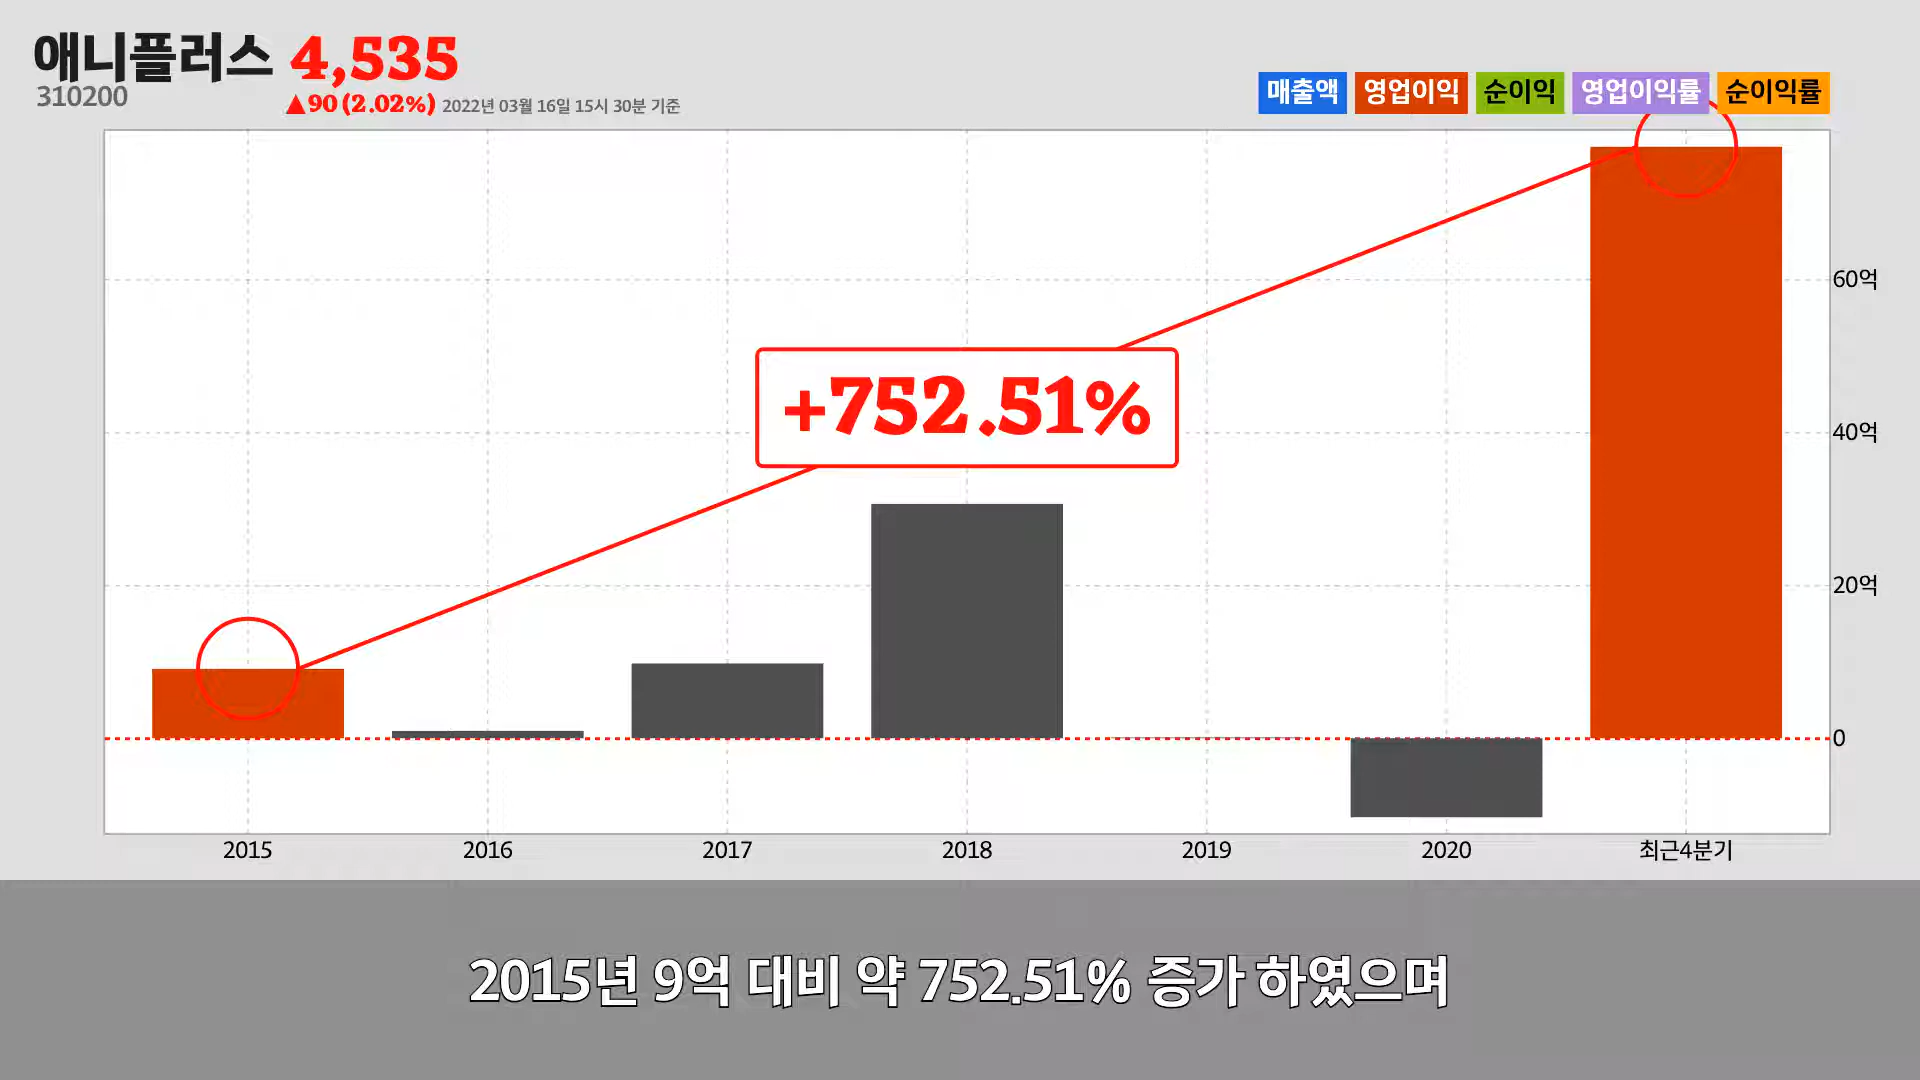 애니플러스 4,535
310200
▲90 (2.02%) 2022년 03월 16일 15시 30분 기준
매출액 영업이익 순이익 영업이익률 순이익률
60억
+752.51%
40억
20억
0
2015 2016 2017 2018 2019 2020 최근4분기
2015년 9억 대비 약 752.51% 증가 하였으며